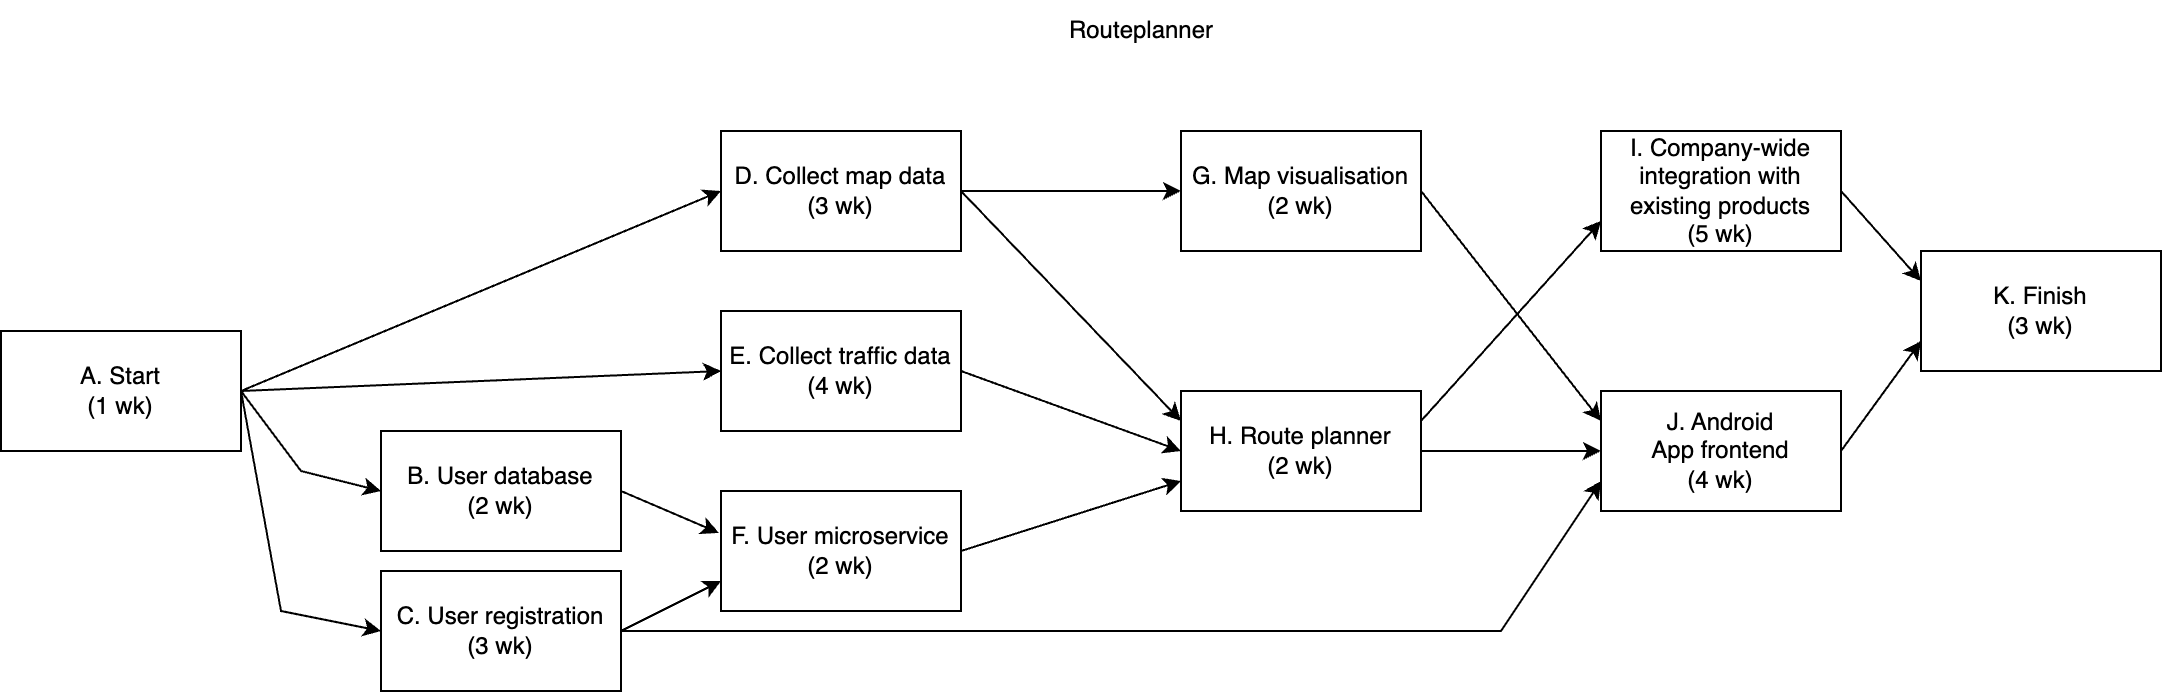 Routeplanner
A. Start
(1 wk)
B. User database
(2 wk)
C. User registration
(3 wk)
D. Collect map data
(3 wk)
E. Collect traffic data
(4 wk)
F. User microservice
(2 wk)
G. Map visualisation
(2 wk)
H. Route planner
(2 wk)
I. Company-wide
integration with
existing products
(5 wk)
J. Android
App frontend
(4 wk)
K. Finish
(3 wk)